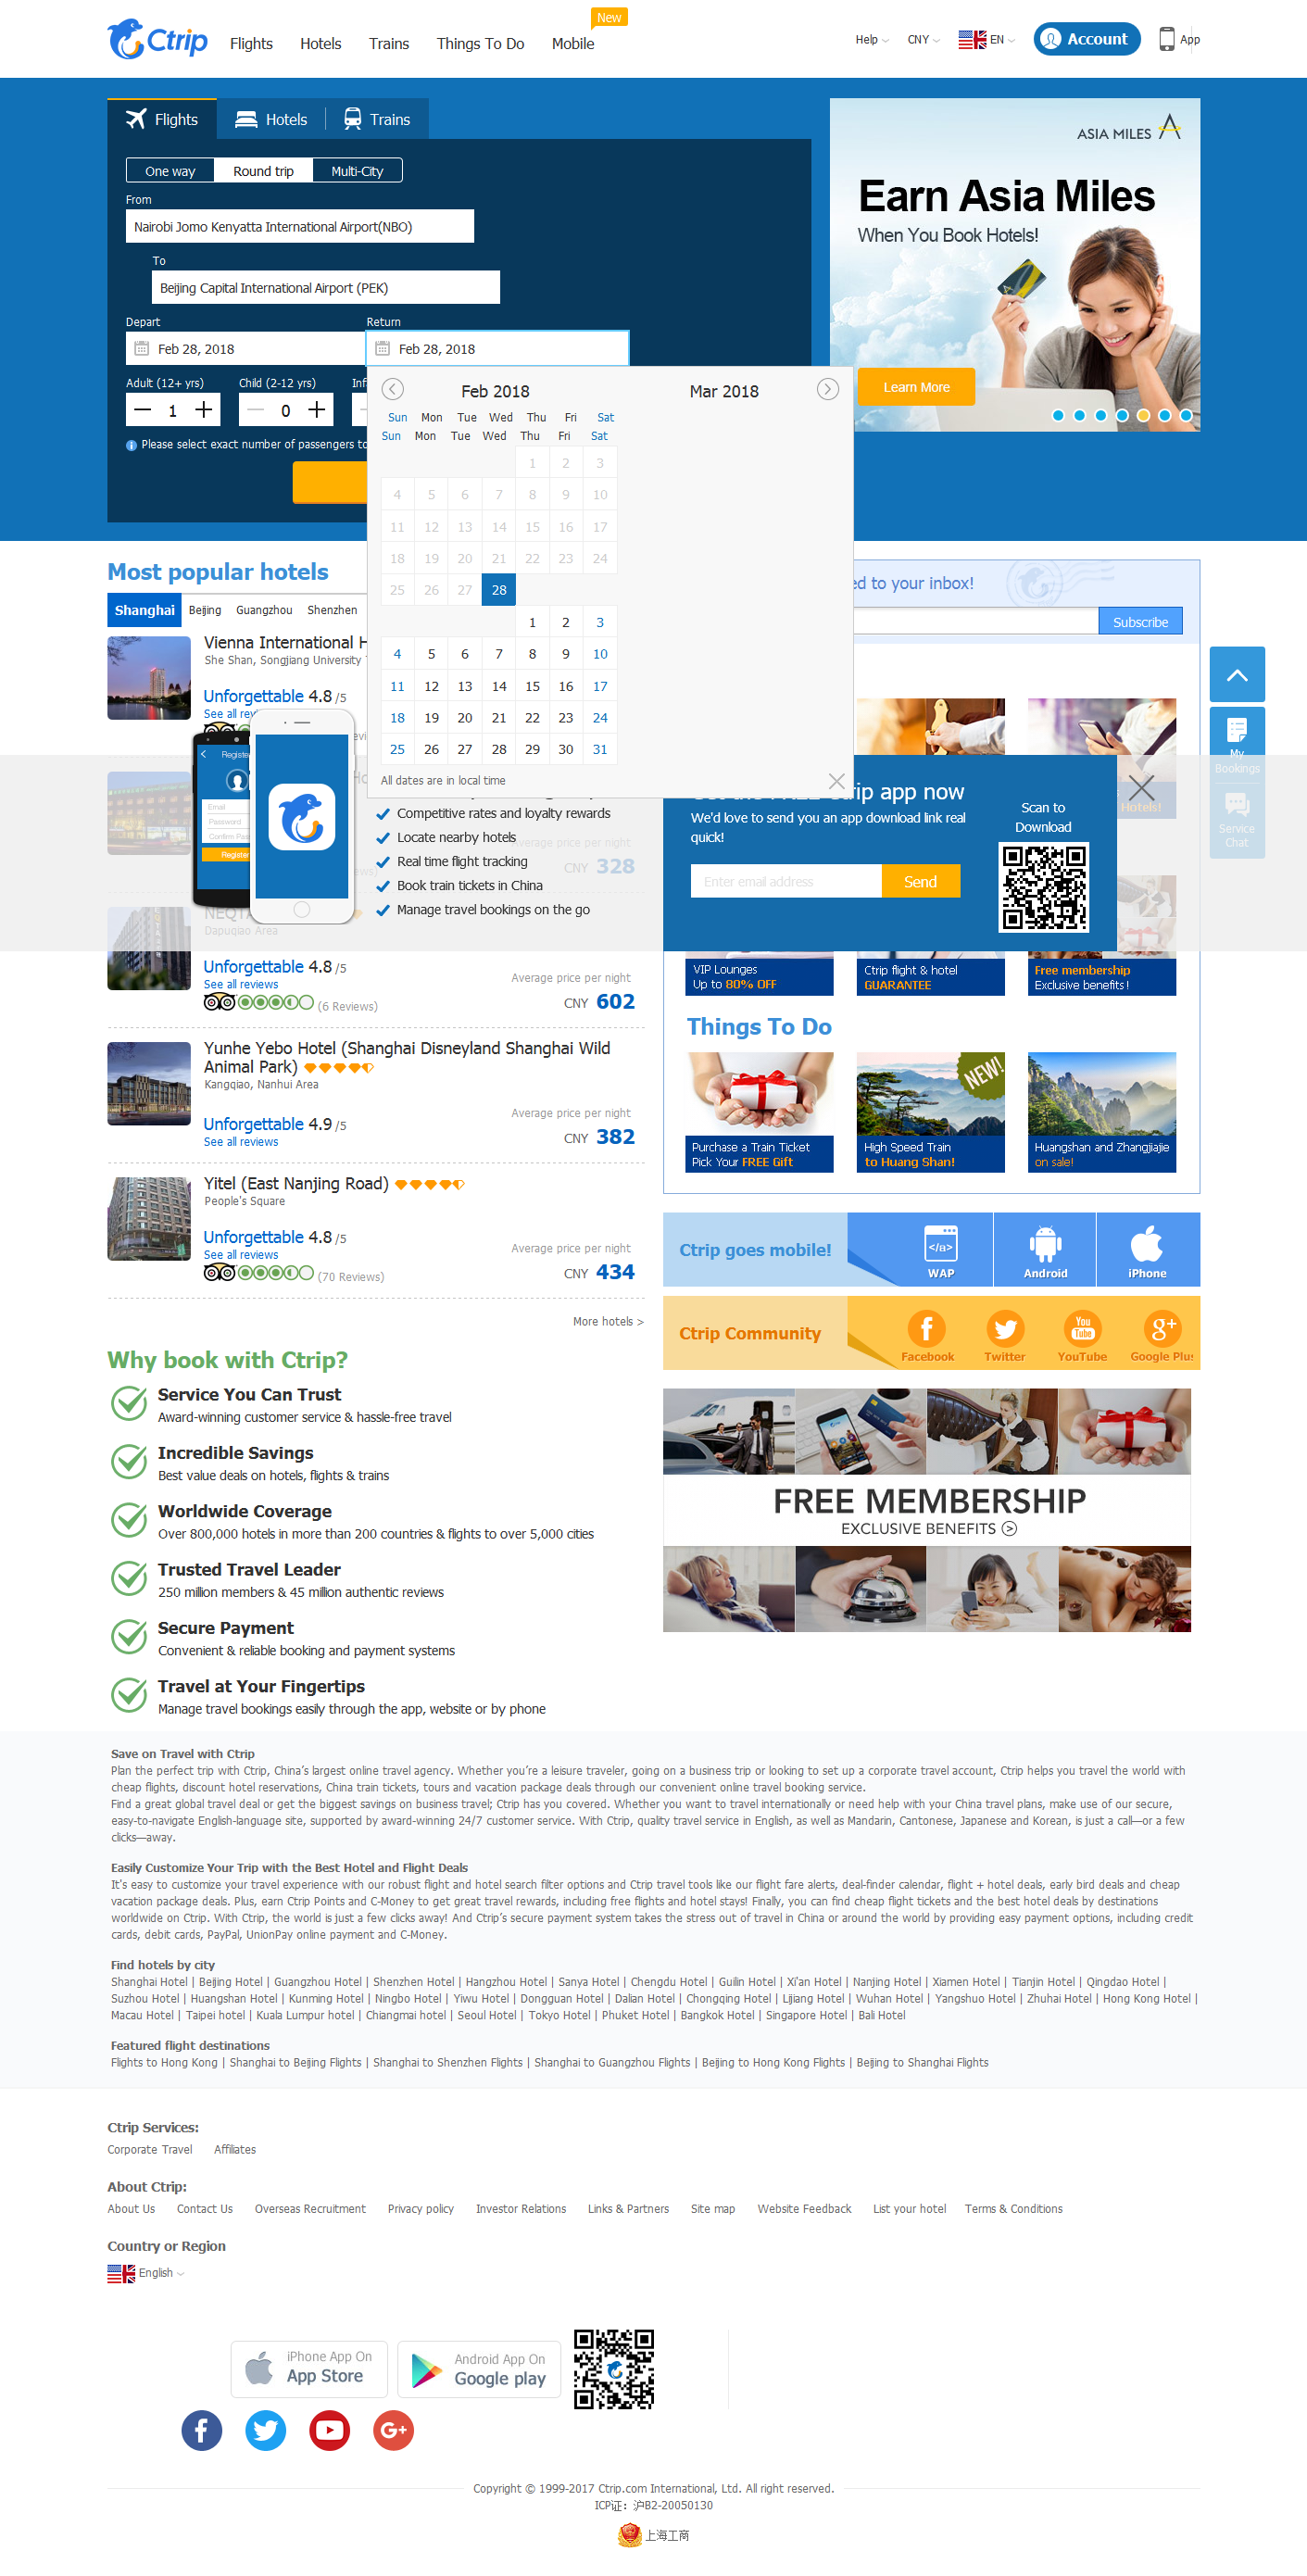 Ctrip
Flights
Hotels
Trains
Things To Do
Mobile
New
Help
CNY
EN
Account
App
Flights
Hotels
Trains
One way
Round trip
Multi-City
From
Nairobi Jomo Kenyatta International Airport(NBO)
To
Beijing Capital International Airport (PEK)
Depart
Return
Feb 28, 2018
Feb 28, 2018
Adult (12+ yrs)
Child (2-12 yrs)
1
0
Please select exact number of passengers to
ASIA MILES
Earn Asia Miles
When You Book Hotels!
Learn More
Feb 2018
Mar 2018
Sun Mon Tue Wed Thu Fri Sat
Sun Mon Tue Wed Thu Fri Sat
1 2 3
4 5 6 7 8 9 10
11 12 13 14 15 16 17
18 19 20 21 22 23 24
25 26 27 28
1 2 3
4 5 6 7 8 9 10
11 12 13 14 15 16 17
18 19 20 21 22 23 24
25 26 27 28 29 30 31
All dates are in local time
Most popular hotels
Shanghai
Beijing
Guangzhou
Shenzhen
Vienna International H
She Shan, Songjiang University
Unforgettable 4.8 /5
See all
to your inbox!
Subscribe
My
Bookings
Service
Chat
Hotels!
Register
Email
Password
Register
Competitive rates and loyalty rewards
Locate nearby hotels
Real time flight tracking
Book train tickets in China
Manage travel bookings on the go
Average price per night
CNY 328
app now
We'd love to send you an app download link real
quick!
Enter email address
Send
Scan to
Download
Dapuqiao Area
Unforgettable 4.8 /5
See all reviews
(6 Reviews)
Average price per night
CNY 602
VIP Lounges
Up to 80% OFF
Ctrip flight & hotel
GUARANTEE
Free membership
Exclusive benefits !
Yunhe Yebo Hotel (Shanghai Disneyland Shanghai Wild
Animal Park)
Kangqiao, Nanhui Area
Unforgettable 4.9 /5
See all reviews
Average price per night
CNY 382
Things To Do
Purchase a Train Ticket
Pick Your FREE Gift
NEW!
High Speed Train
to Huang Shan!
Huangshan and Zhangjiajie
on sale!
Yitel (East Nanjing Road)
People's Square
Unforgettable 4.8 /5
See all reviews
(70 Reviews)
Average price per night
CNY 434
More hotels >
Ctrip goes mobile!
</a>
WAP
Android
iPhone
Ctrip Community
Facebook
Twitter
You
Tube
YouTube
g+
Google Plus
Why book with Ctrip?
Service You Can Trust
Award-winning customer service & hassle-free travel
Incredible Savings
Best value deals on hotels, flights & trains
Worldwide Coverage
Over 800,000 hotels in more than 200 countries & flights to over 5,000 cities
Trusted Travel Leader
250 million members & 45 million authentic reviews
Secure Payment
Convenient & reliable booking and payment systems
Travel at Your Fingertips
Manage travel bookings easily through the app, website or by phone
FREE MEMBERSHIP
EXCLUSIVE BENEFITS >
Save on Travel with Ctrip
Plan the perfect trip with Ctrip, China's largest online travel agency. Whether you're a leisure traveler, going on a business trip or looking to set up a corporate travel account, Ctrip helps you travel the world with
cheap flights, discount hotel reservations, China train tickets, tours and vacation package deals through our convenient online travel booking service.
Find a great global travel deal or get the biggest savings on business travel; Ctrip has you covered. Whether you want to travel internationally or need help with your China travel plans, make use of our secure,
easy-to-navigate English-language site, supported by award-winning 24/7 customer service. With Ctrip, quality travel service in English, as well as Mandarin, Cantonese, Japanese and Korean, is just a call—or a few
clicks—away.
Easily Customize Your Trip with the Best Hotel and Flight Deals
It's easy to customize your travel experience with our robust flight and hotel search filter options and Ctrip travel tools like our flight fare alerts, deal-finder calendar, flight + hotel deals, early bird deals and cheap
vacation package deals. Plus, earn Ctrip Points and C-Money to get great travel rewards, including free flights and hotel stays! Finally, you can find cheap flight tickets and the best hotel deals by destinations
worldwide on Ctrip. With Ctrip, the world is just a few clicks away! And Ctrip's secure payment system takes the stress out of travel in China or around the world by providing easy payment options, including credit
cards, debit cards, PayPal, UnionPay online payment and C-Money.
Find hotels by city
Shanghai Hotel | Beijing Hotel | Guangzhou Hotel | Shenzhen Hotel | Hangzhou Hotel | Sanya Hotel | Chengdu Hotel | Guilin Hotel | Xi'an Hotel | Nanjing Hotel | Xiamen Hotel | Tianjin Hotel | Qingdao Hotel |
Suzhou Hotel | Huangshan Hotel | Kunming Hotel | Ningbo Hotel | Yiwu Hotel | Dongguan Hotel | Dalian Hotel | Chongqing Hotel | Lijiang Hotel | Wuhan Hotel | Yangshuo Hotel | Zhuhai Hotel | Hong Kong Hotel |
Macau Hotel | Taipei hotel | Kuala Lumpur hotel | Chiangmai hotel | Seoul Hotel | Tokyo Hotel | Phuket Hotel | Bangkok Hotel | Singapore Hotel | Bali Hotel
Featured flight destinations
Flights to Hong Kong | Shanghai to Beijing Flights | Shanghai to Shenzhen Flights | Shanghai to Guangzhou Flights | Beijing to Hong Kong Flights | Beijing to Shanghai Flights
Ctrip Services:
Corporate Travel
Affiliates
About Ctrip:
About Us
Contact Us
Overseas Recruitment
Privacy policy
Investor Relations
Links & Partners
Site map
Website Feedback
List your hotel
Terms & Conditions
Country or Region
English
iPhone App On
App Store
Android App On
Google play
G+
Copyright © 1999-2017 Ctrip.com International, Ltd. All right reserved.
ICP证：沪B2-20050130
上海工商